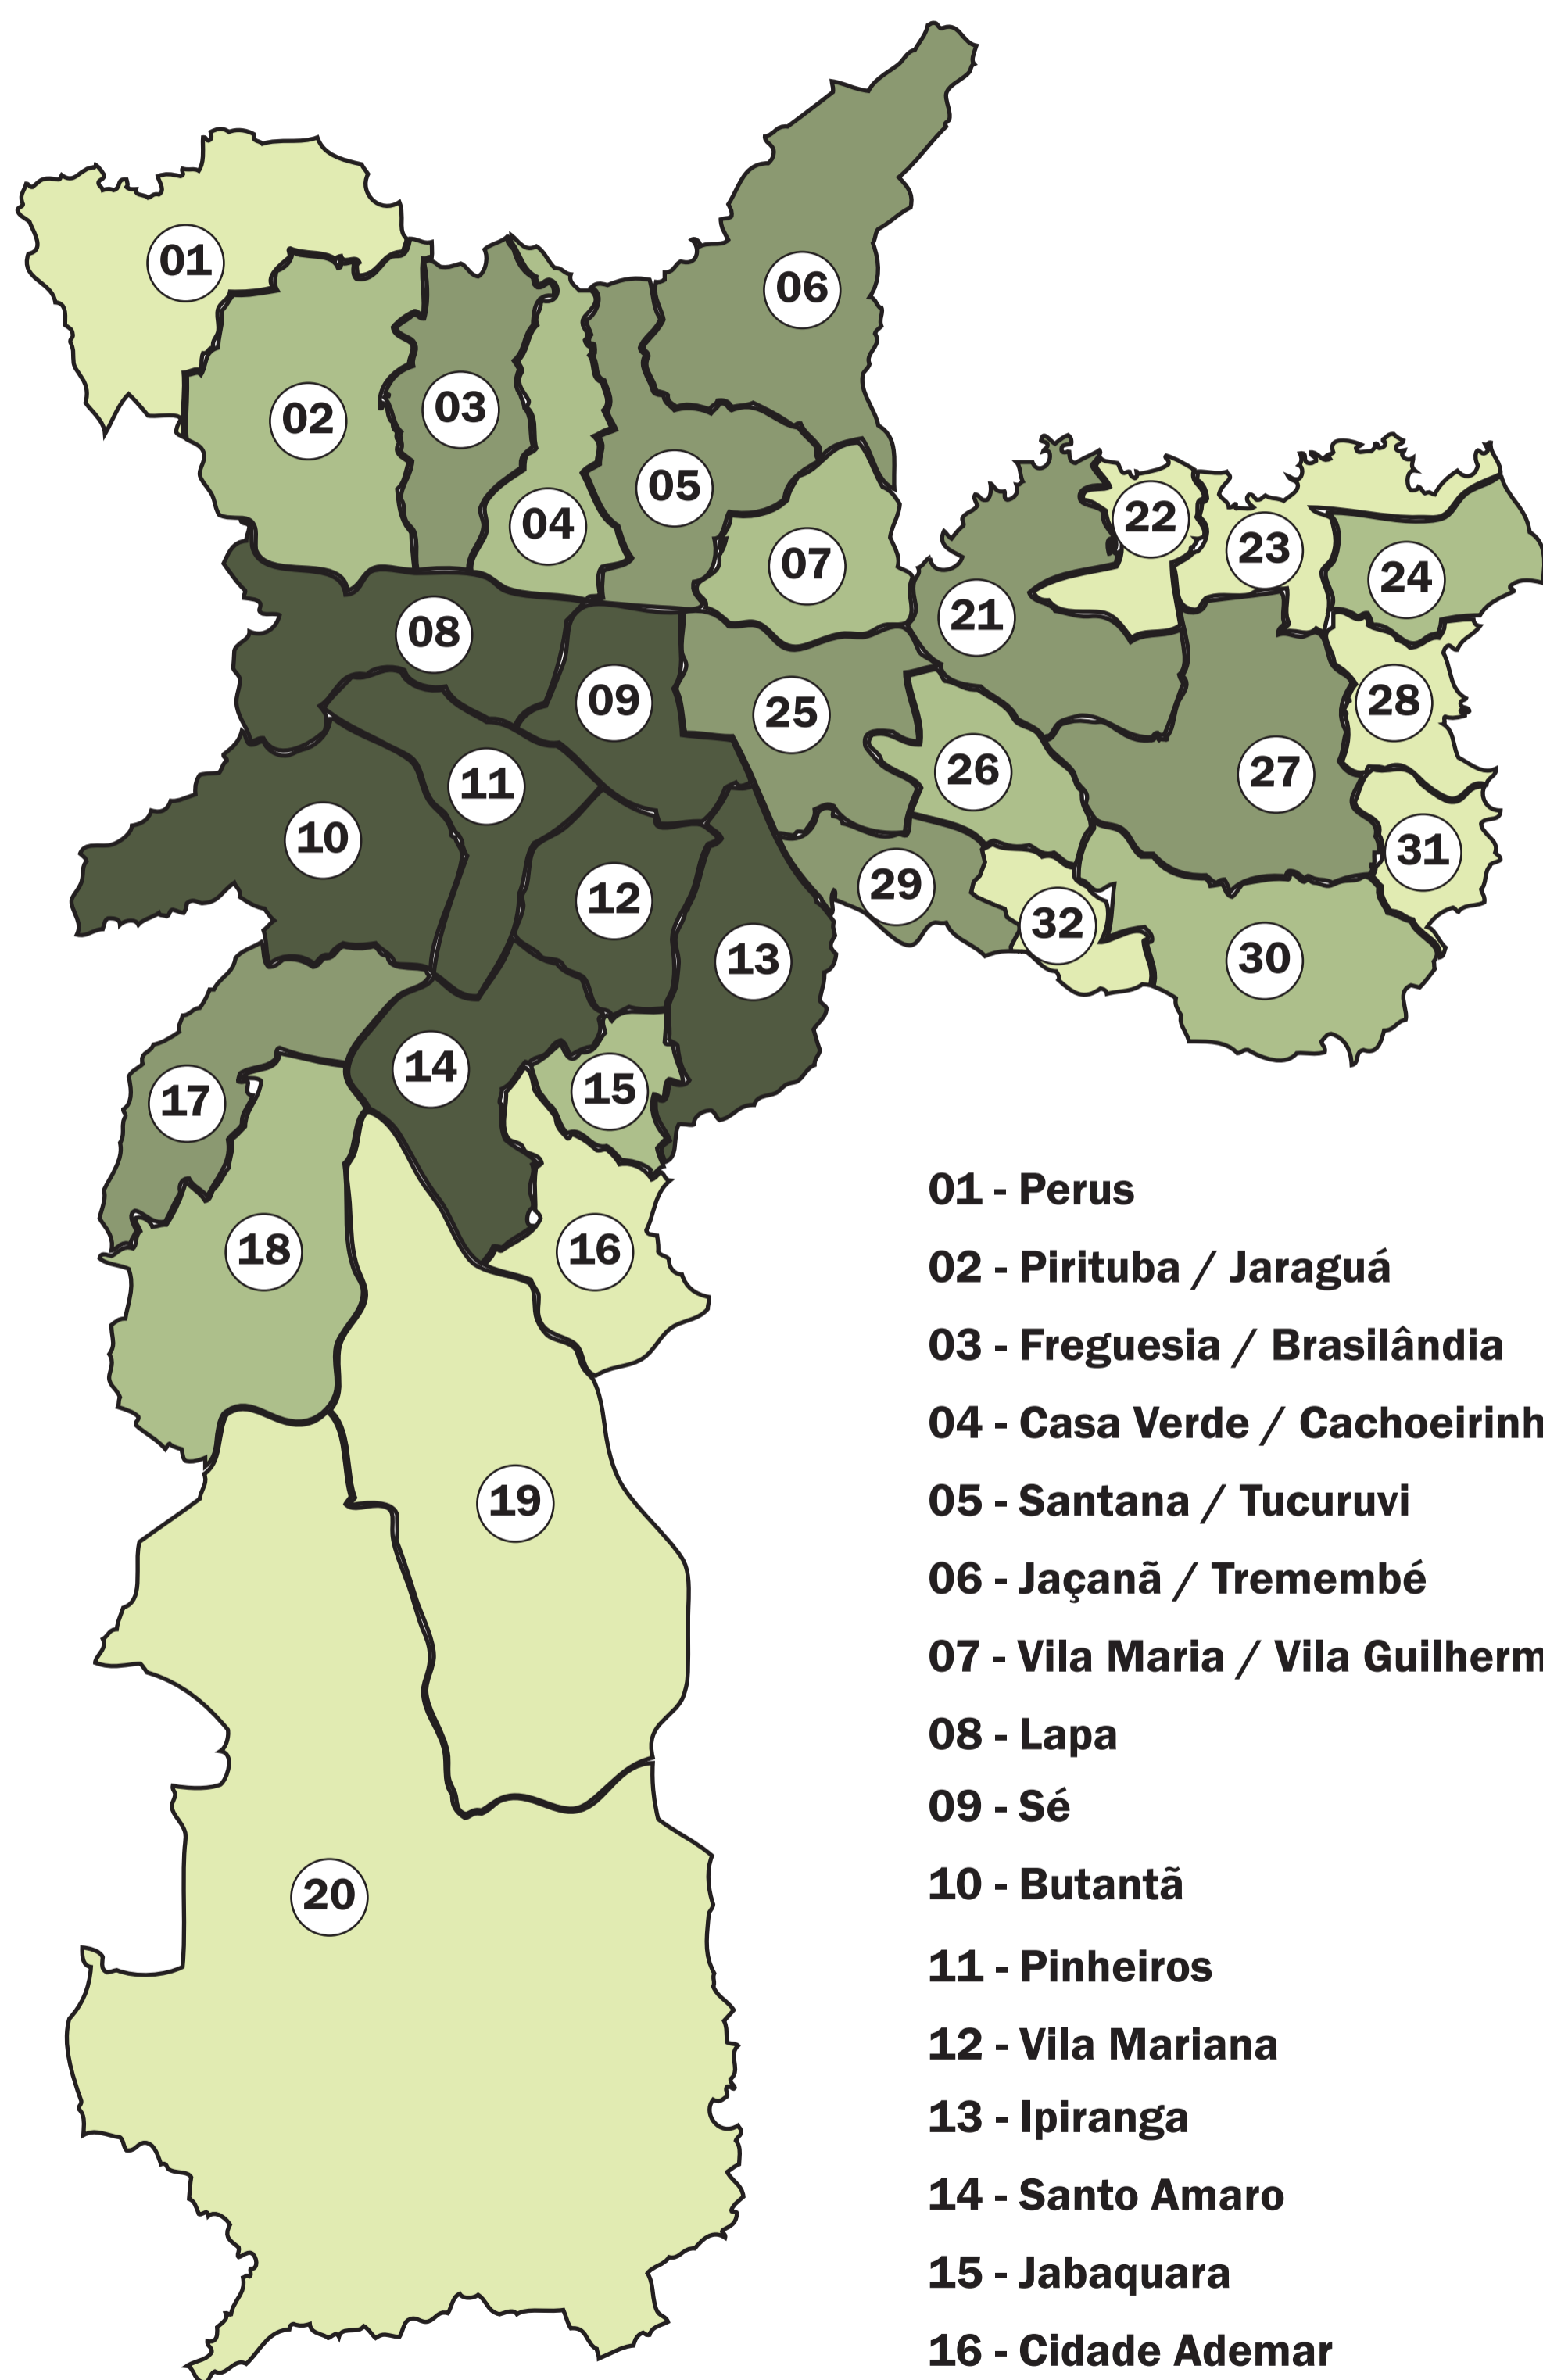 01
06
02
03
05
04
07
22
23
24
21
08
09
25
28
26
27
11
10
31
29
12
32
13
30
14
15
17
18
16
19
20
01 - Perus
02 - Pirituba / Jaraguá
03 - Freguesia / Brasilândia
04 - Casa Verde / Cachoeirinh
05 - Santana / Tucuruvi
06 - Jaçanã / Tremembé
07 - Vila Maria / Vila Guilherm
08 - Lapa
09 - Sé
10 - Butantã
11 - Pinheiros
12 - Vila Mariana
13 - Ipiranga
14 - Santo Amaro
15 - Jabaquara
16 - Cidade Ademar